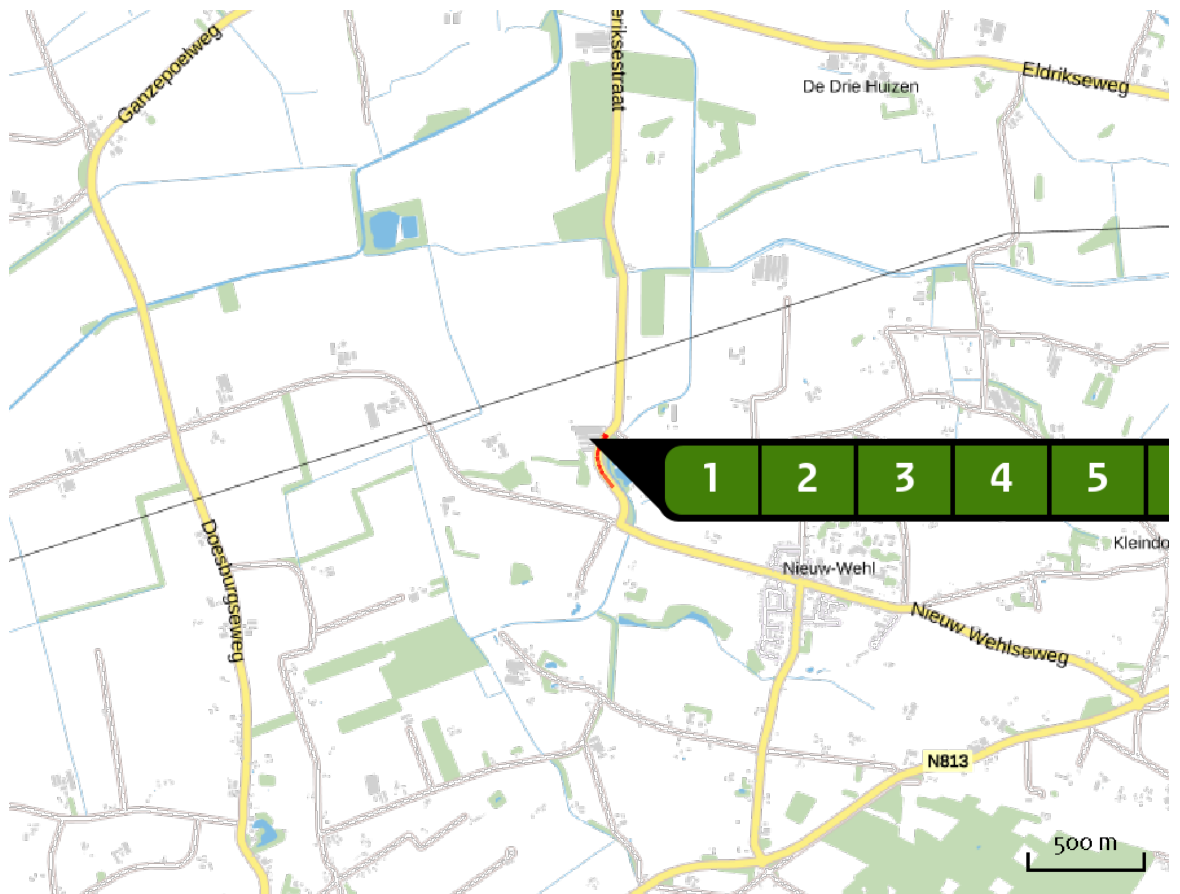 Ganzepoelweg
eriksestraat
Eldrikseweg
De Drie Huizen
1 2 3 4 5
Kleindo
Nieuw-Wehl
Doesburgseweg
Nieuw Wehlseweg
N813
500 m